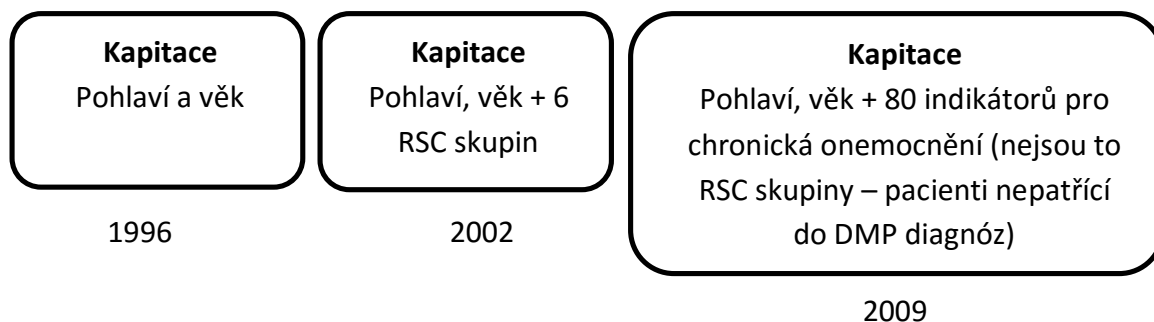 Kapitace
Pohlaví a věk
1996
Kapitace
Pohlaví, věk + 6
RSC skupin
2002
Kapitace
Pohlaví, věk + 80 indikátorů pro
chronická onemocnění (nejsou to
RSC skupiny – pacienti nepatřící
do DMP diagnóz)
2009